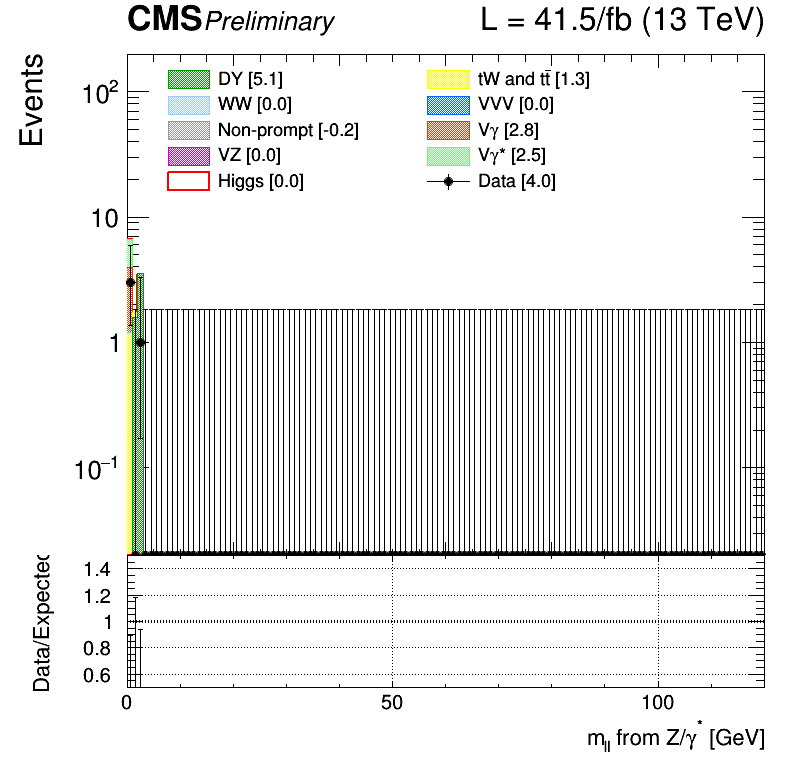 CMS Preliminary L = 41.5/fb (13 TeV)
Events
DY [5.1] tW and tt̄ [1.3]
WW [0.0] VVV [0.0]
Non-prompt [-0.2] Vγ [2.8]
VZ [0.0] Vγ* [2.5]
Higgs [0.0] Data [4.0]
10²
10
1
10⁻¹
Data/Expected
1.4
1.2
1
0.8
0.6
0 50 100
m_ll from Z/γ* [GeV]